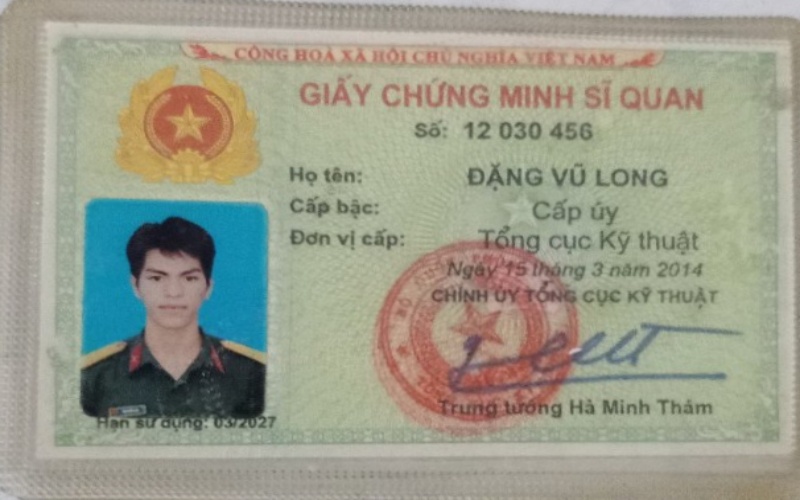 CỘNG HOÀ XÃ HỘI CHỦ NGHĨA VIỆT NAM
GIẤY CHỨNG MINH SĨ QUAN
Số: 12 030 456
Họ tên: ĐẶNG VŨ LONG
Cấp bậc: Cấp úy
Đơn vị cấp: Tổng cục Kỹ thuật
Ngày 15 tháng 3 năm 2014
CHÍNH ỦY TỔNG CỤC KỸ THUẬT
Trung tướng Hà Minh Thám
Hạn sử dụng: 03/2027